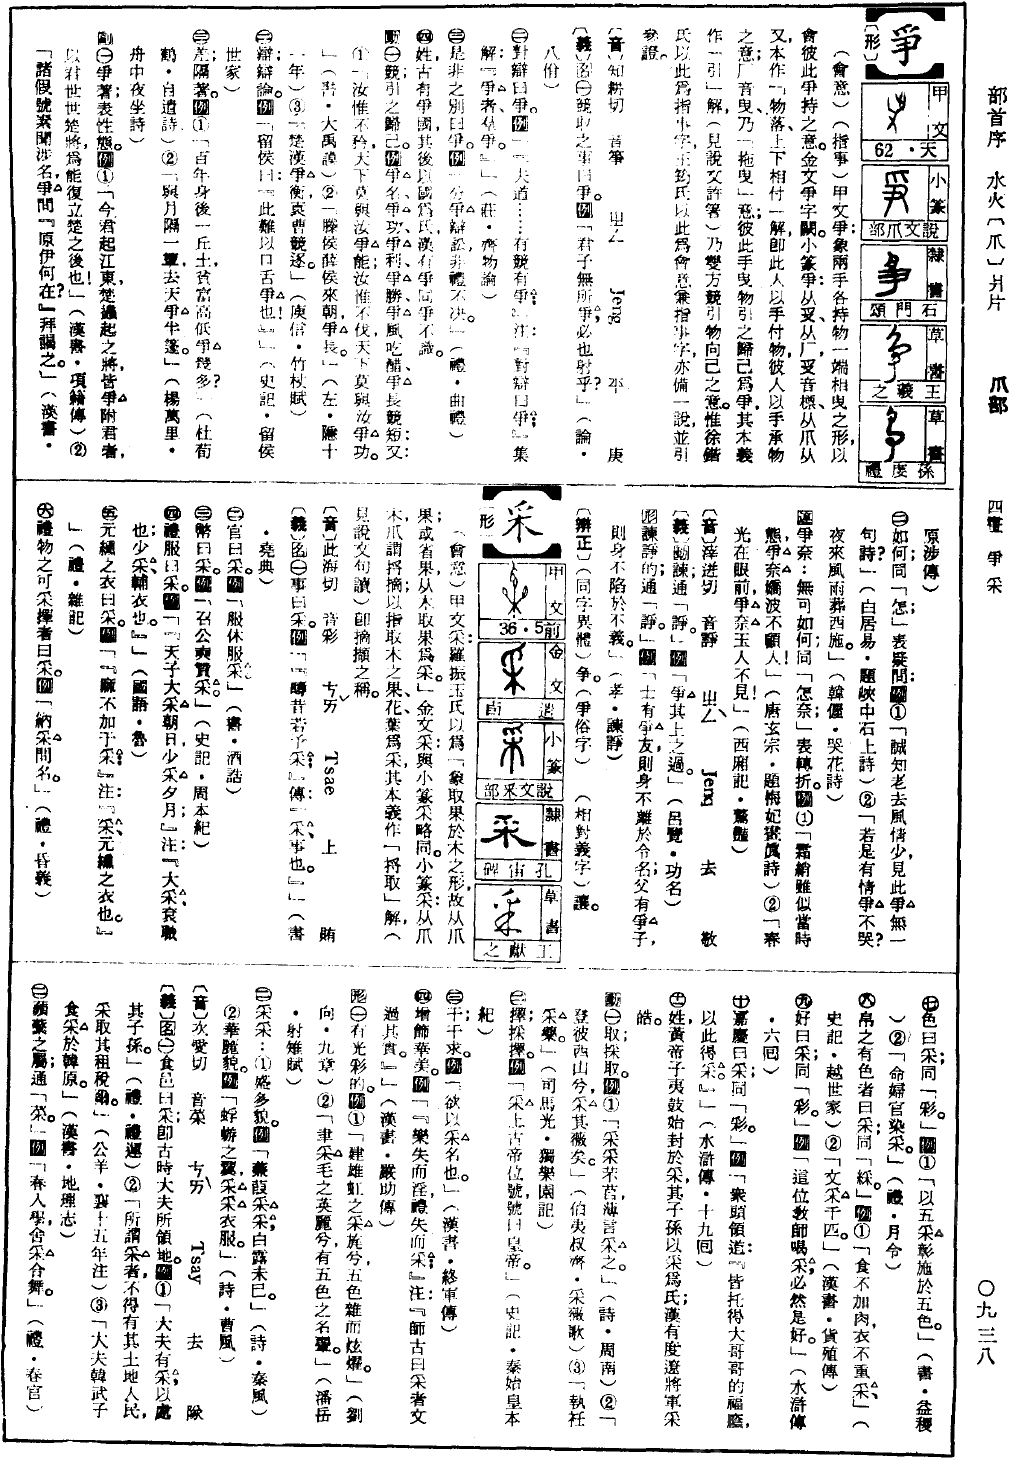 部首序 水火〔爪〕爿片
爪部
四畫 爭采
〇九三八
【爭】
〔形〕
甲文
天·62
小篆
說文爪部
隸書
石門頌
草書
王羲之
草書
孫度禮
(會意)(指事)甲文爭:象兩手各持物一端相曳之形,以
會彼此爭持之意。金文爭字闕。小篆爭:从𠬪、从厂,𠬪音標,从爪、从
又,本作「物落,上下相付」解,即此人以手付物,彼人以手承物
之意;厂音曳,乃「拖曳」意,彼此手曳物,引之歸己爲爭,其本義
作「引」解(見說文許箸)乃雙方競引物向己之意。惟徐鍇
氏以此爲指事字,王筠氏以此爲會意兼指事字,亦備一說,並引
參證。
〔音〕知耕切 音箏 ㄓㄥ Jeng 平 庚
〔義〕名㊀競取之事曰爭。例「君子無所爭,必也射乎?」(論·
八佾)
㊁對辯曰爭。例「『夫道……有競有爭』注:『對辯曰爭』集
解:『爭者羣爭。』」(莊·齊物論)
㊂是非之別曰爭。例「分爭辯訟,非禮不決。」(禮·曲禮)
㊃姓,古有爭國,其後以國爲氏,漢有爭同、爭不識。
動㊀競引之歸己。例爭名、爭功、爭利、爭勝、爭風吃醋、爭長競短;又:
①「汝惟不矜,天下莫與汝爭能;汝惟不伐,天下莫與汝爭功。
」(書·大禹謨)②「滕侯薛侯來朝,爭長。」(左·隱十
一年)③「楚漢爭衡,袁曹競逐。」(庾信·竹杖賦)
㊁辯;辯論。例「留侯曰:『此難以口舌爭也!』」(史記·留侯
世家)
㊂差;隔著。例①「百年身後一丘土,貧富高低爭幾多?」(杜荀
鶴·自遣詩)②「與月隔一簟,去天爭半篷。」(楊萬里·
舟中夜坐詩)
副㊀爭著,表性態。例①「今君起江東,楚蠭起之將皆爭附君者,
以君世世楚將,爲能復立楚之後也!」(漢書·項籍傳)②
「諸假號素聞涉名,爭問『原尹何在?』拜謁之。」(漢書·
原涉傳)
㊁如何;同「怎」;表疑問。例①「誠知老去風情少,見此爭無一
句詩?」(白居易·題峽中石上詩)②「若是有情爭不哭?
夜來風雨葬西施。」(韓偓·哭花詩)
爭奈:無可如何;同「怎奈」;表轉折。例①「霜綃雖似當時
態,爭奈嬌波不顧人!」(唐玄宗·題梅妃畫眞詩)②「春
光在眼前,爭奈玉人不見!」(西廂記·驚豔)
〔音〕諍迸切 音諍 ㄓㄥˋ Jenq 去 敬
〔義〕動諫;通「諍」。例「爭其上之過。」(呂覽·功名)
形諫諍的;通「諍」。例「士有爭友,則身不離於令名;父有爭子,
則身不陷於不義。」(孝·諫諍)
〔辨正〕(同字異體)争。(爭俗字) (相對義字)讓。
【采】
〔形〕
甲文
前5·36
金文
趞卣
小篆
說文釆部
隸書
孔宙碑
草書
王獻之
(會意)甲文采:羅振玉氏以爲「象取果於木之形,故从爪
果,或省果,从木,取果爲采。」金文采:與小篆采略同。小篆采:从爪
木,爪謂捋摘,以指取木之果、花、葉爲采,其本義作「捋取」解,(
見說文句讀)即摘擷之稱。
〔音〕此海切 音彩 ㄘㄞˇ Tsae 上 賄
〔義〕名㊀事曰采。例「『疇咨若予采』傳:『采,事也。』」(書
·堯典)
㊁官曰采。例「服休服采」(書·酒誥)
㊂幣曰采。例「召公奭贊采。」(史記·周本紀)
㊃禮服曰采。例「『天子大采朝日,少采夕月』注:『大采,袞職
也;少采,黼衣也。』」(國語·魯)
㊄元纁之衣曰采。例「『麻不加于采』注:『采,元纁之衣也。』
」(禮·雜記)
㊅禮物之可采擇者曰采。例「納采問名。」(禮·昏義)
㊆色曰采;同「彩」。例①「以五采彰施於五色。」(書·益稷
)②「命婦官染采。」(禮·月令)
㊇帛之有色者曰采;同「綵」。例①「食不加肉,衣不重采。」(
史記·越世家)②「文采千匹。」(漢書·貨殖傳)
㊈好曰采;同「彩。」例「這位教師喝采,必然是好。」(水滸傳
·六回)
㊉嘉慶曰采;同「彩」。例「衆頭領道:『皆托得大哥哥的福廕,
以此得采。』」(水滸傳·十九回)
㊉㊀姓,黃帝子夷鼓始封於采,其子孫以采爲氏;漢有度遼將軍采
皓。
動㊀取;採取。例①「采采芣苢,薄言采之。」(詩·周南)②「
登彼西山兮,采其薇矣。」(伯夷叔齊·采薇歌)③「執衽
采藥。」(司馬光·獨樂園記)
㊁擇;採擇。例「采上古帝位號,號曰皇帝。」(史記·秦始皇本
紀)
㊂干;干求。例「欲以采名也。」(漢書·終軍傳)
㊃增飾華美。例「『樂失而淫,禮失而采』注:『師古曰:采者,文
過其實。』」(漢書·嚴助傳)
形㊀有光彩的。例①「建雄虹之采旄兮,五色雜而炫燿。」(劉
向·九章)②「聿采毛之英麗兮,有五色之名翬。」(潘岳
·射雉賦)
㊁采采:①盛多貌。例「蒹葭采采,白露未已。」(詩·秦風)
②華飾貌。例「蜉蝣之翼,采采衣服。」(詩·曹風)
〔音〕次愛切 音菜 ㄘㄞˋ Tsay 去 隊
〔義〕名㊀食邑曰采;即古時大夫所領地。例①「大夫有采,以處
其子孫。」(禮·禮運)②「所謂采者,不得有其土地人民,
采取其租稅爾。」(公羊·襄十五年注)③「大夫韓武子
食采於韓原。」(漢書·地理志)
㊁蘋蘩之屬;通「菜」。例「春入學,舍采合舞。」(禮·春官)